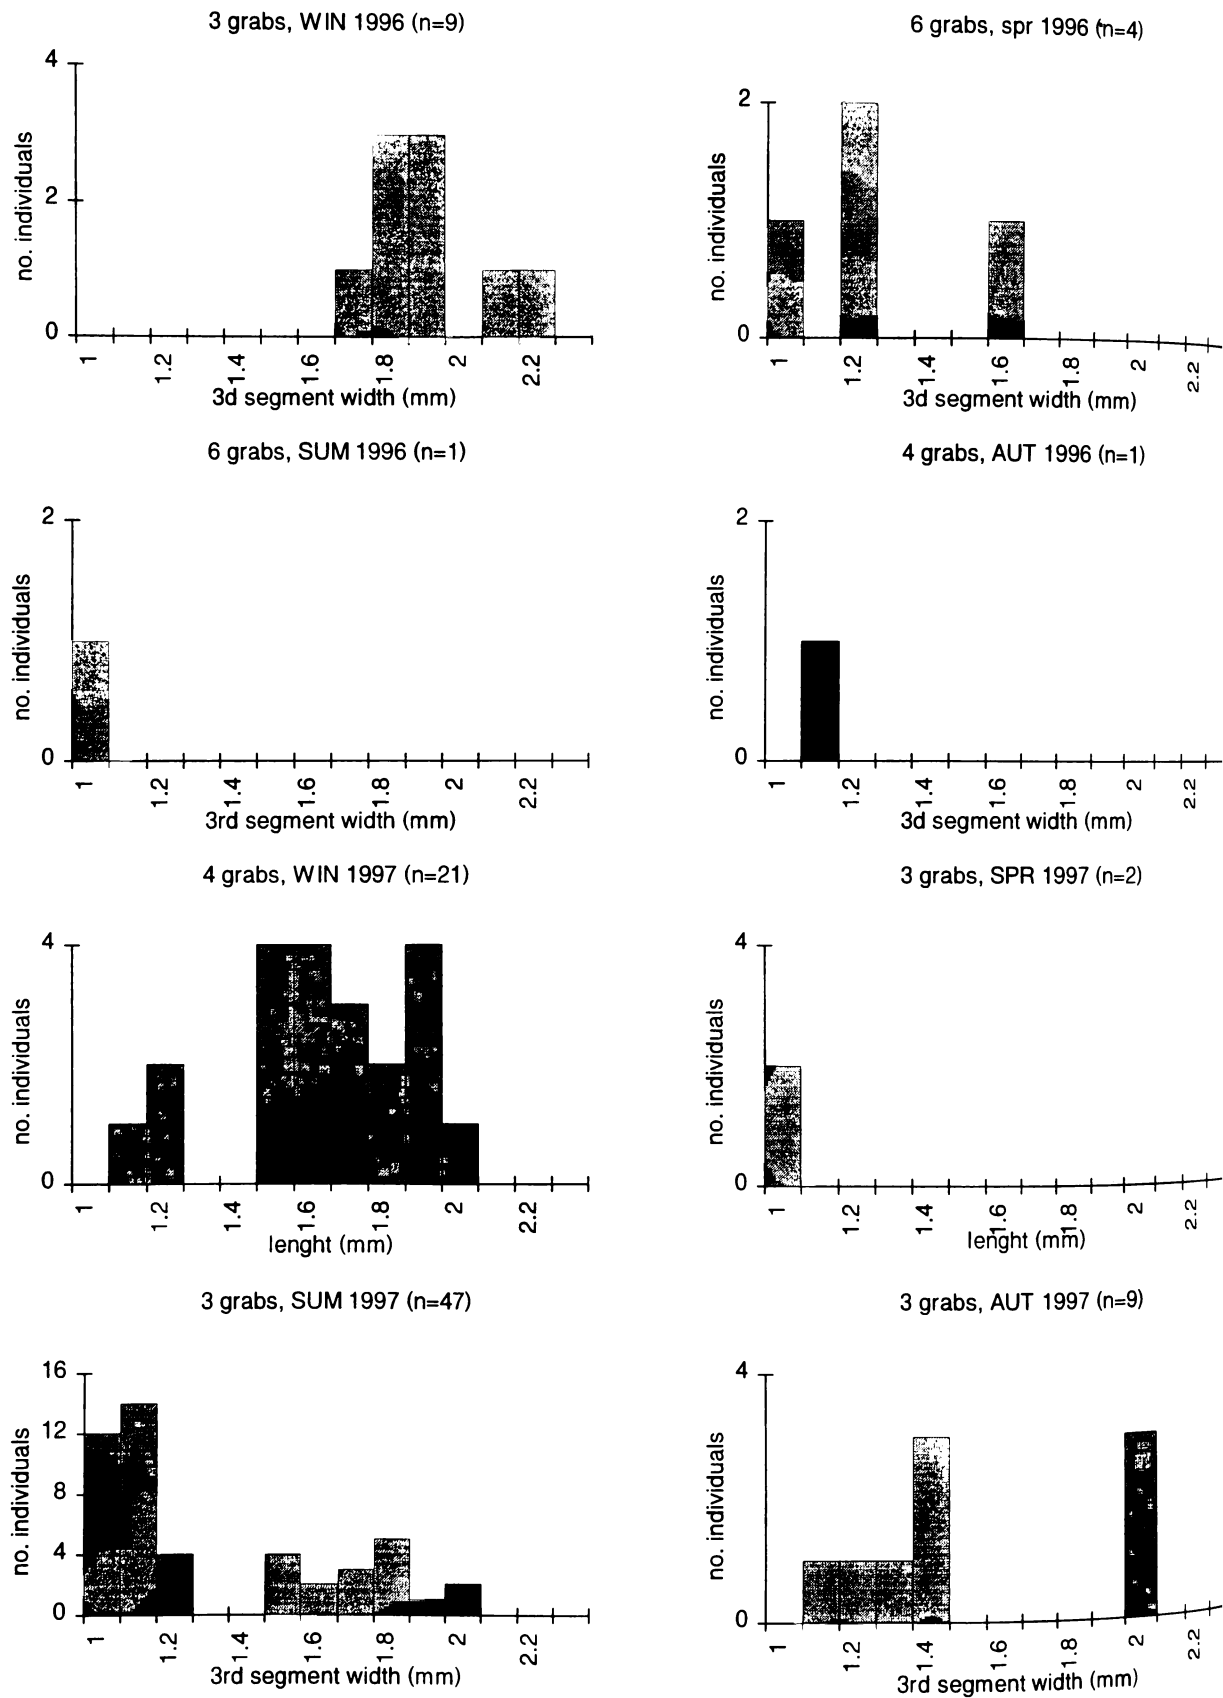 3 grabs, WIN 1996 (n=9)
4
2
0
no. individuals
1 1.2 1.4 1.6 1.8 2 2.2
3d segment width (mm)
6 grabs, spr 1996 (n=4)
2
1
0
no. individuals
1 1.2 1.4 1.6 1.8 2 2.2
3d segment width (mm)
6 grabs, SUM 1996 (n=1)
2
1
0
no. individuals
1 1.2 1.4 1.6 1.8 2 2.2
3rd segment width (mm)
4 grabs, AUT 1996 (n=1)
2
1
0
no. individuals
1 1.2 1.4 1.6 1.8 2 2.2
3d segment width (mm)
4 grabs, WIN 1997 (n=21)
4
2
0
no. individuals
1 1.2 1.4 1.6 1.8 2 2.2
lenght (mm)
3 grabs, SPR 1997 (n=2)
4
2
0
no. individuals
1 1.2 1.4 1.6 1.8 2 2.2
lenght (mm)
3 grabs, SUM 1997 (n=47)
16
12
8
4
0
no. individuals
1 1.2 1.4 1.6 1.8 2 2.2
3rd segment width (mm)
3 grabs, AUT 1997 (n=9)
4
2
0
no. individuals
1 1.2 1.4 1.6 1.8 2 2.2
3rd segment width (mm)